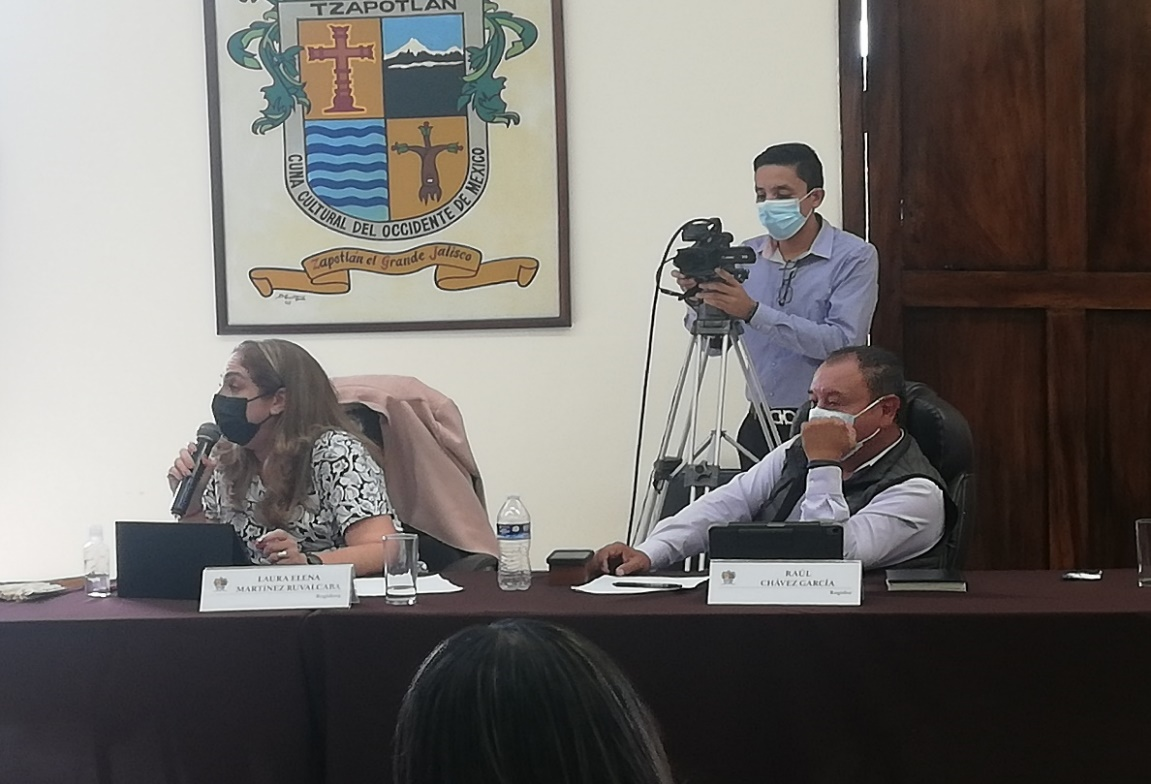 TZAPOTLÁN
CUNA CULTURAL DEL OCCIDENTE DE MEXICO
Zapotlán el Grande Jalisco
LAURA ELENA
MARTÍNEZ RUVALCABA
Regidora
RAÚL
CHÁVEZ GARCÍA
Regidor